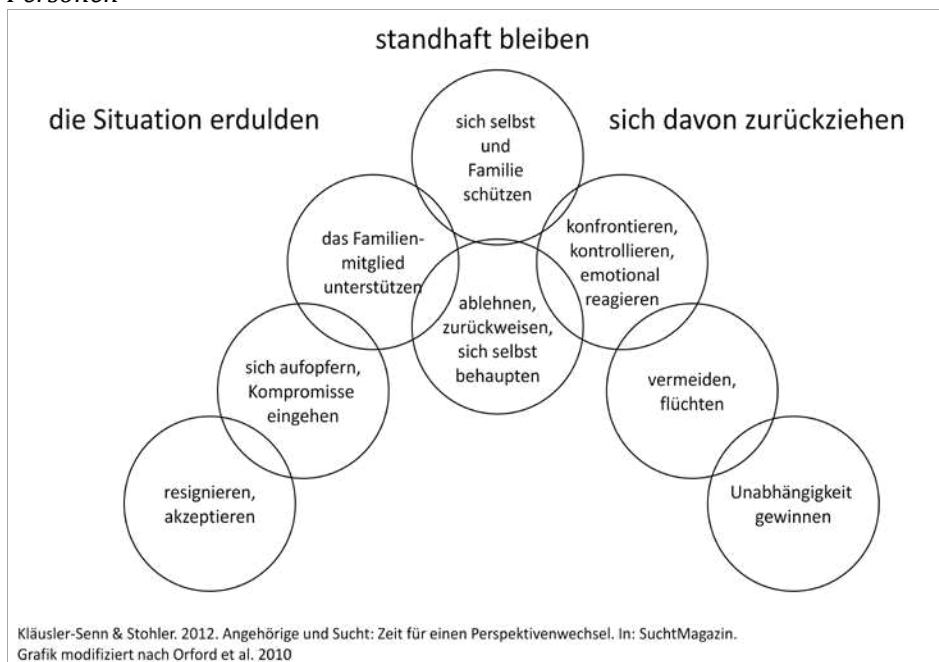 Personen
standhaft bleiben
die Situation erdulden
sich davon zurückziehen
sich selbst
und
Familie
schützen
das Familien-
mitglied
unterstützen
konfrontieren,
kontrollieren,
emotional
reagieren
ablehnen,
zurückweisen,
sich selbst
behaupten
sich aufopfern,
Kompromisse
eingehen
vermeiden,
flüchten
resignieren,
akzeptieren
Unabhängigkeit
gewinnen
Kläusler-Senn & Stohler. 2012. Angehörige und Sucht: Zeit für einen Perspektivenwechsel. In: SuchtMagazin.
Grafik modifiziert nach Orford et al. 2010